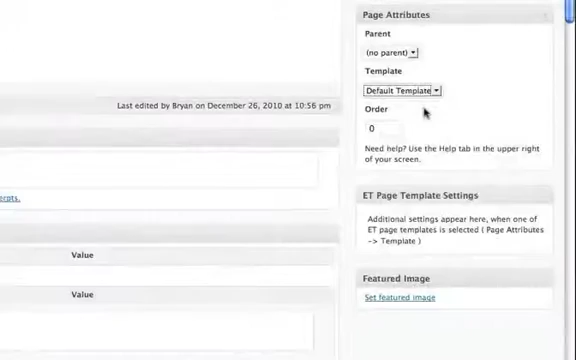 Page Attributes
Parent
(no parent)
Template
Default Template
Last edited by Bryan on December 26, 2010 at 10:56 pm
Order
0
Need help? Use the Help tab in the upper right
of your screen.
erpts.
ET Page Template Settings
Additional settings appear here, when one of
ET page templates is selected ( Page Attributes
-> Template )
Value
Featured Image
Value
Set featured image